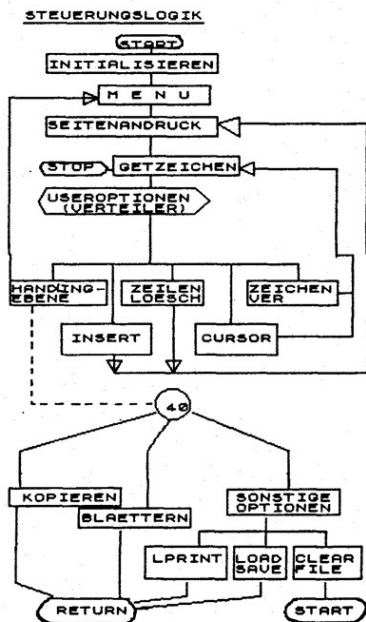 STEUERUNGSLOGIK
START
INITIALISIEREN
M E N U
SEITENANDRUCK
STOP
GETZEICHEN
USEROPTIONEN
(VERTEILER)
HANDING-
EBENE
ZEILEN
LOESCH
ZEICHEN
VER
INSERT
CURSOR
40
KOPIEREN
BLAETTERN
SONSTIGE
OPTIONEN
LPRINT
LOAD
SAVE
CLEAR
FILE
RETURN
START